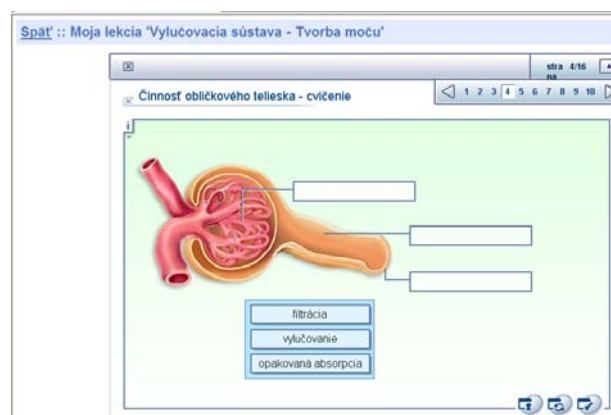 Späť :: Moja lekcia 'Vylučovacia sústava - Tvorba moču'
stra 4/16
na
Činnosť obličkového telieska - cvičenie
1 2 3 4 5 6 7 8 9 10
i
filtrácia
vylučovanie
opakovaná absorpcia